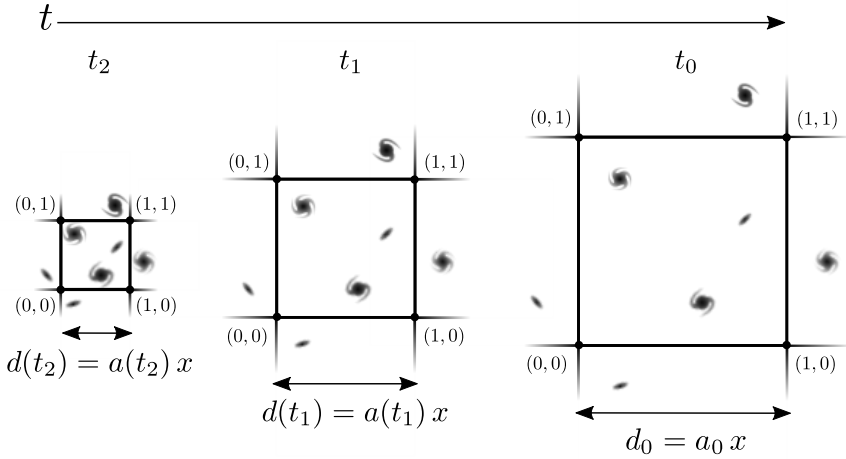 t
t₂
t₁
t₀
(0, 1)
(1, 1)
(0, 0)
(1, 0)
d(t₂) = a(t₂) x
(0, 1)
(1, 1)
(0, 0)
(1, 0)
d(t₁) = a(t₁) x
(0, 1)
(1, 1)
(0, 0)
(1, 0)
d₀ = a₀ x